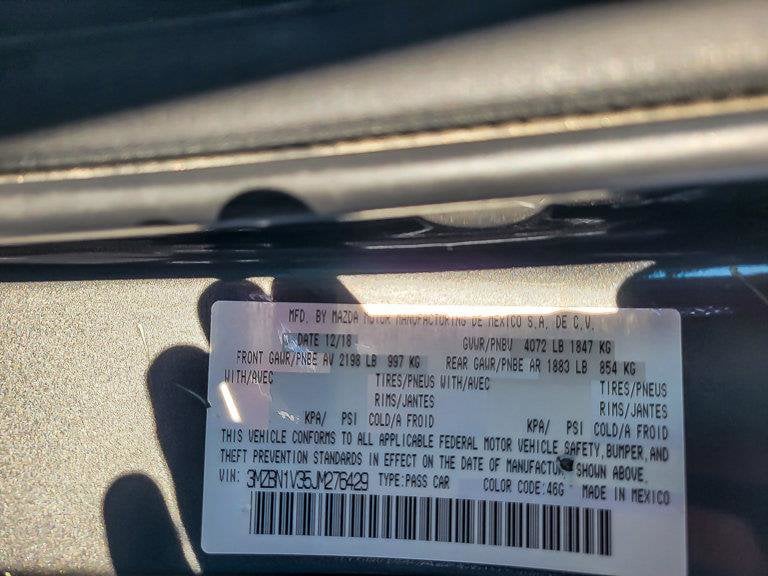 MFD. BY MAZDA MOTOR MANUFACTURING DE MEXICO S.A. DE C.V.
DATE 12/18 GVWR/PNBV 4072 LB 1847 KG
FRONT GAWR/PNBE AV 2198 LB 997 KG REAR GAWR/PNBE AR 1883 LB 854 KG
WITH/AVEC TIRES/PNEUS WITH/AVEC TIRES/PNEUS
RIMS/JANTES RIMS/JANTES
KPA/ PSI COLD/A FROID KPA/ PSI COLD/A FROID
THIS VEHICLE CONFORMS TO ALL APPLICABLE FEDERAL MOTOR VEHICLE SAFETY, BUMPER, AND
THEFT PREVENTION STANDARDS IN EFFECT ON THE DATE OF MANUFACTU SHOWN ABOVE.
VIN: 3MZBN1V35JM276429 TYPE:PASS CAR COLOR CODE:46G MADE IN MEXICO